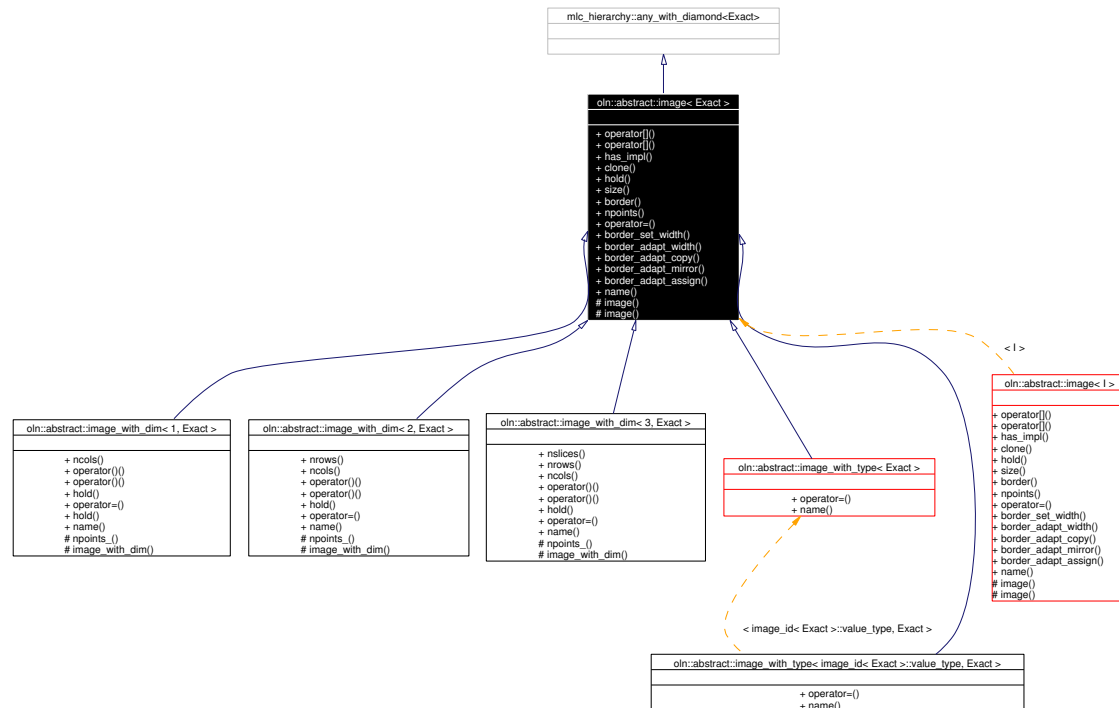 mlc_hierarchy::any_with_diamond<Exact>
oln::abstract::image< Exact >
+ operator[]()
+ operator[]()
+ has_impl()
+ clone()
+ hold()
+ size()
+ border()
+ npoints()
+ operator=()
+ border_set_width()
+ border_adapt_width()
+ border_adapt_copy()
+ border_adapt_mirror()
+ border_adapt_assign()
+ name()
# image()
# image()
< I >
oln::abstract::image_with_dim< 1, Exact >
+ ncols()
+ operator()()
+ operator()()
+ hold()
+ operator=()
+ hold()
+ name()
# npoints_()
# image_with_dim()
oln::abstract::image_with_dim< 2, Exact >
+ nrows()
+ ncols()
+ operator()()
+ operator()()
+ hold()
+ operator=()
+ name()
# npoints_()
# image_with_dim()
oln::abstract::image_with_dim< 3, Exact >
+ nslices()
+ nrows()
+ ncols()
+ operator()()
+ operator()()
+ hold()
+ operator=()
+ name()
# npoints_()
# image_with_dim()
oln::abstract::image_with_type< Exact >
+ operator=()
+ name()
oln::abstract::image< I >
+ operator[]()
+ operator[]()
+ has_impl()
+ clone()
+ hold()
+ size()
+ border()
+ npoints()
+ operator=()
+ border_set_width()
+ border_adapt_width()
+ border_adapt_copy()
+ border_adapt_mirror()
+ border_adapt_assign()
+ name()
# image()
# image()
< image_id< Exact >::value_type, Exact >
oln::abstract::image_with_type< image_id< Exact >::value_type, Exact >
+ operator=()
+ name()